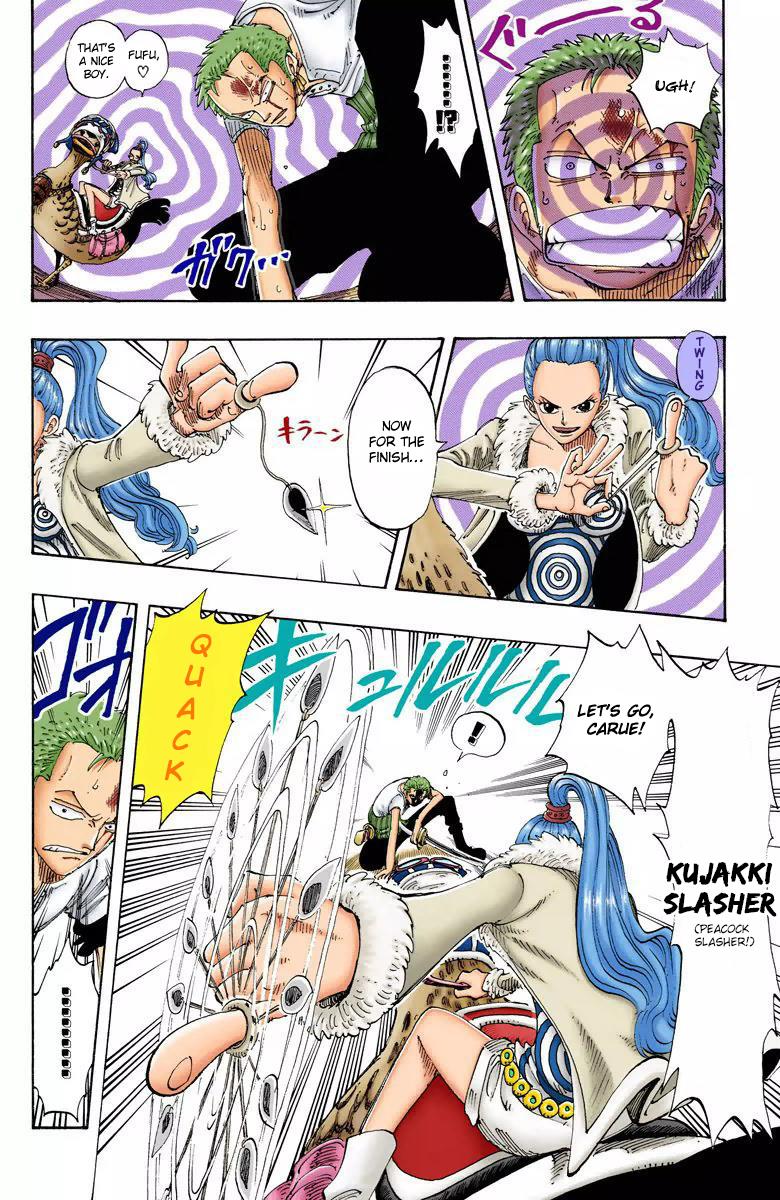 ぐーる
UGH!
!?
ガク…
FUFU,
♡
THAT'S
A NICE
BOY.
TWING
NOW
FOR THE
FINISH...
キラーン
LET'S GO,
CARUE!
KUJAKKI
SLASHER
(PEACOCK
SLASHER!)
!
キュルルルル
QUACK
ゴオ